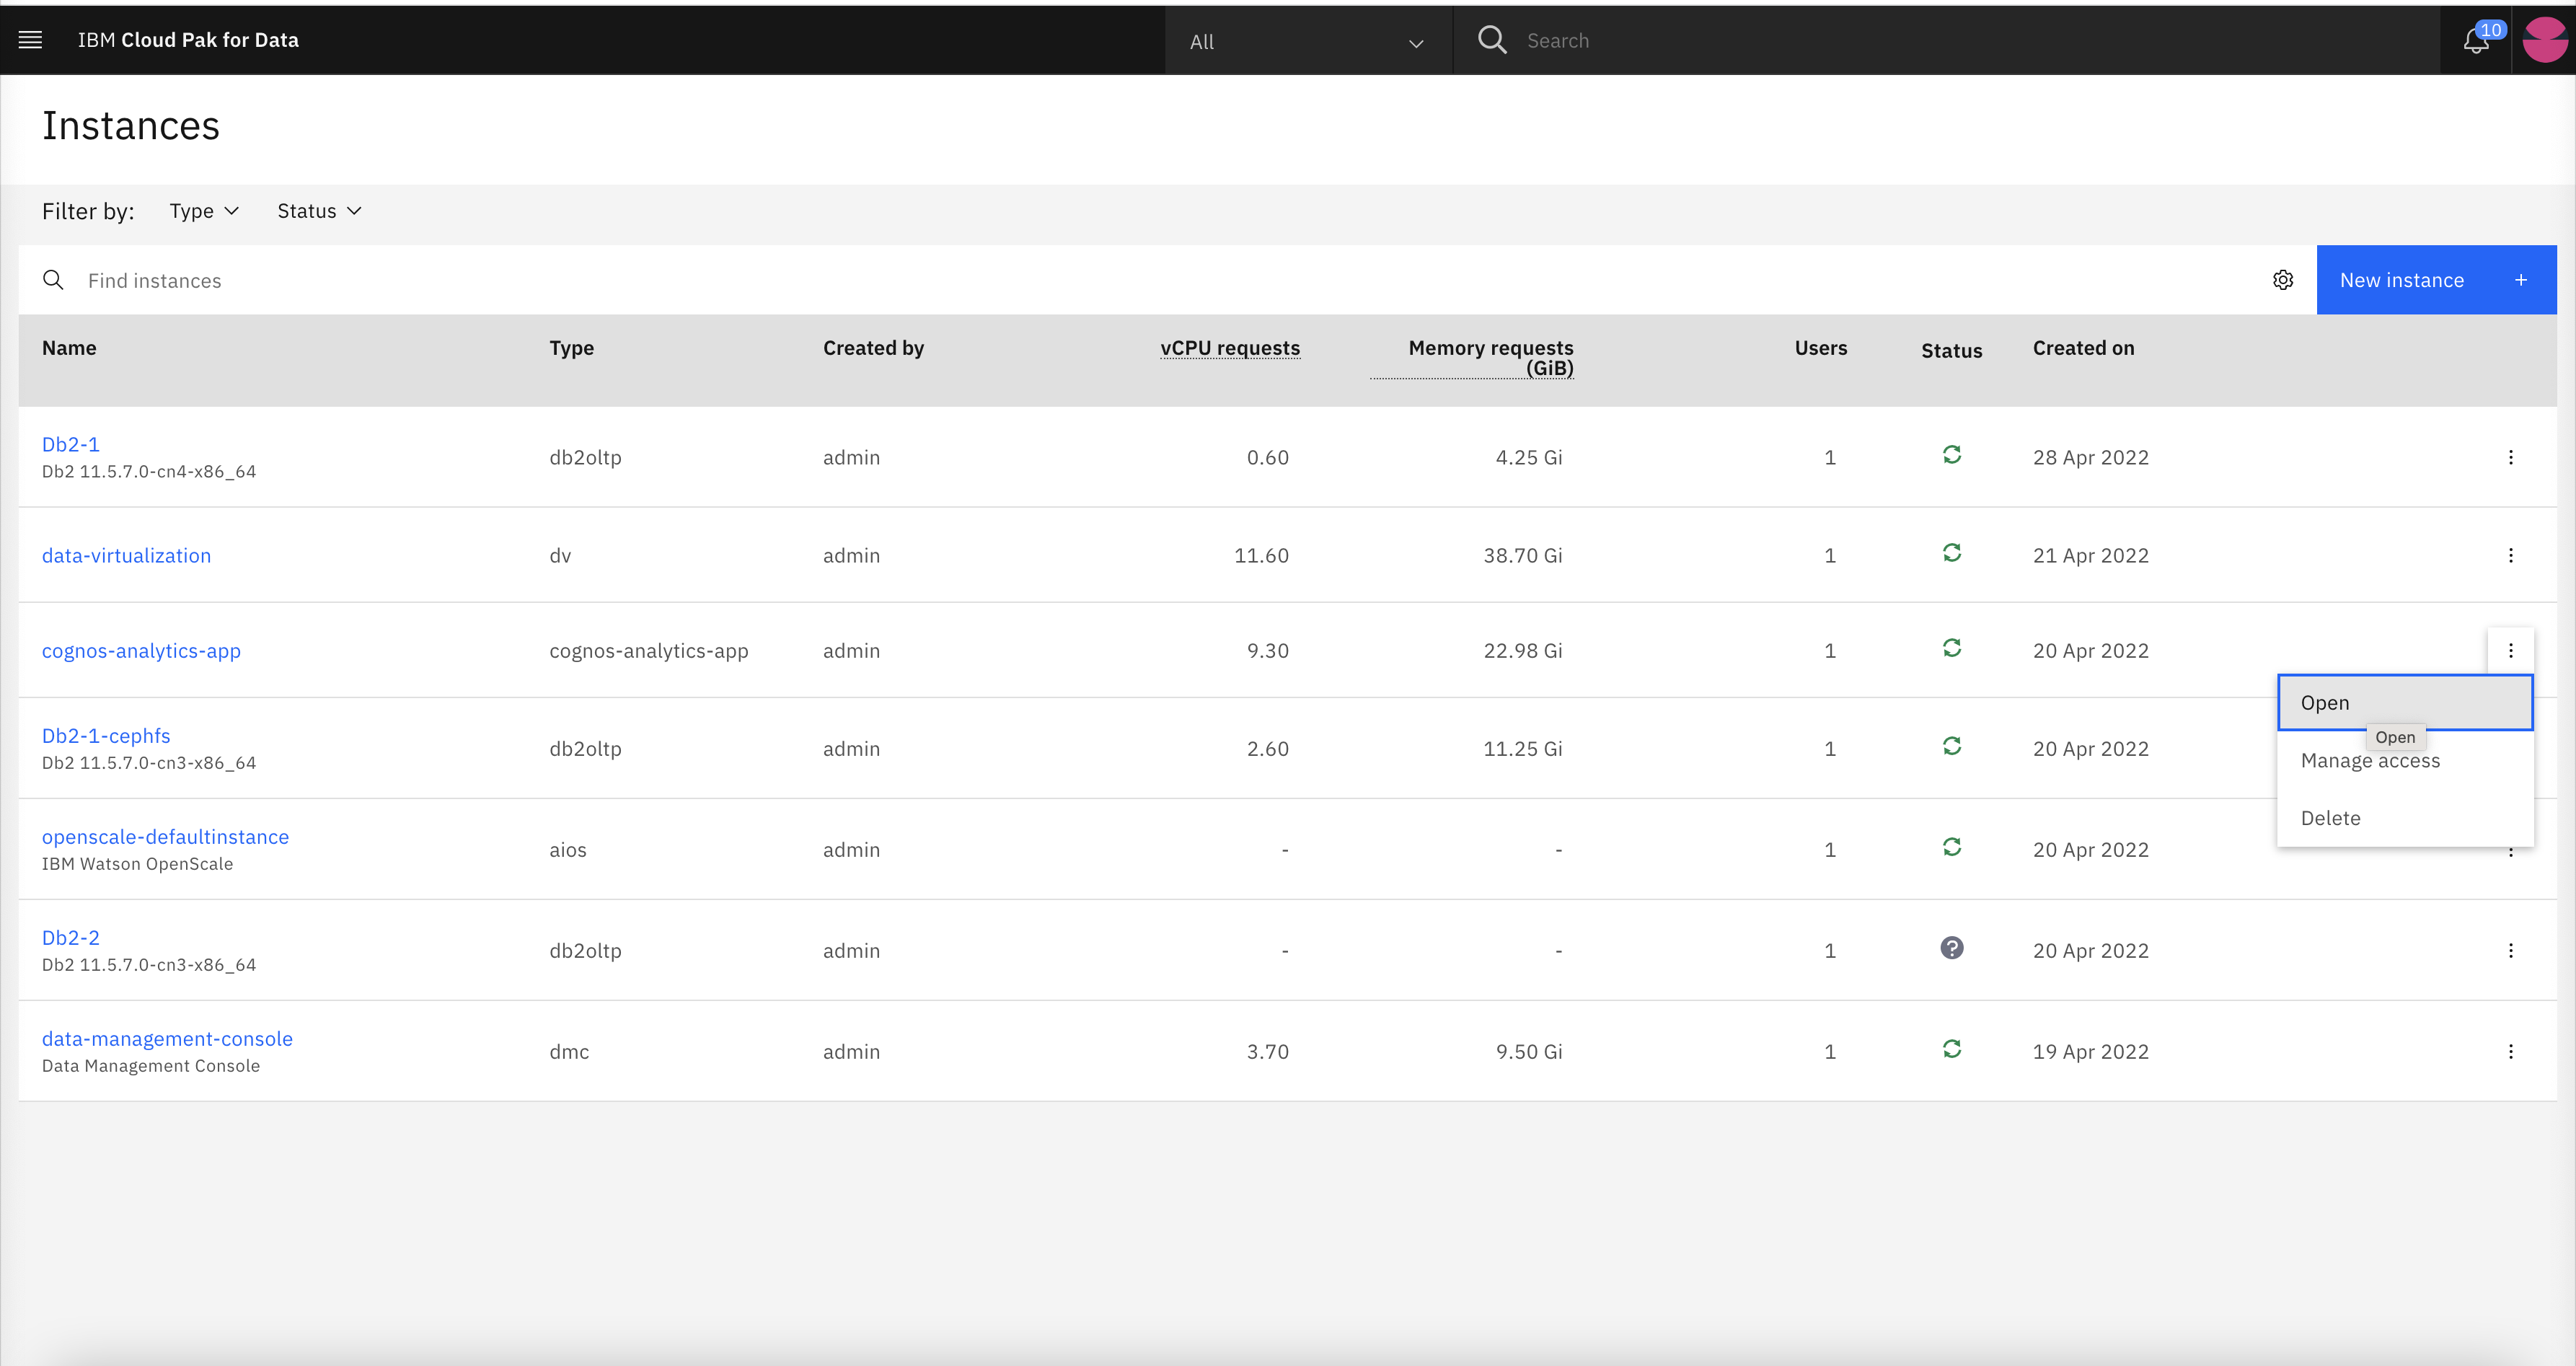 IBM Cloud Pak for Data
All
Search
10
Instances
Filter by: Type Status
Find instances
New instance +
Name Type Created by vCPU requests Memory requests (GiB) Users Status Created on
Db2-1 db2oltp admin 0.60 4.25 Gi 1 28 Apr 2022
Db2 11.5.7.0-cn4-x86_64
data-virtualization dv admin 11.60 38.70 Gi 1 21 Apr 2022
cognos-analytics-app cognos-analytics-app admin 9.30 22.98 Gi 1 20 Apr 2022
Open
Open
Manage access
Delete
Db2-1-cephfs db2oltp admin 2.60 11.25 Gi 1 20 Apr 2022
Db2 11.5.7.0-cn3-x86_64
openscale-defaultinstance aios admin - - 1 20 Apr 2022
IBM Watson OpenScale
Db2-2 db2oltp admin - - 1 20 Apr 2022
Db2 11.5.7.0-cn3-x86_64
data-management-console dmc admin 3.70 9.50 Gi 1 19 Apr 2022
Data Management Console